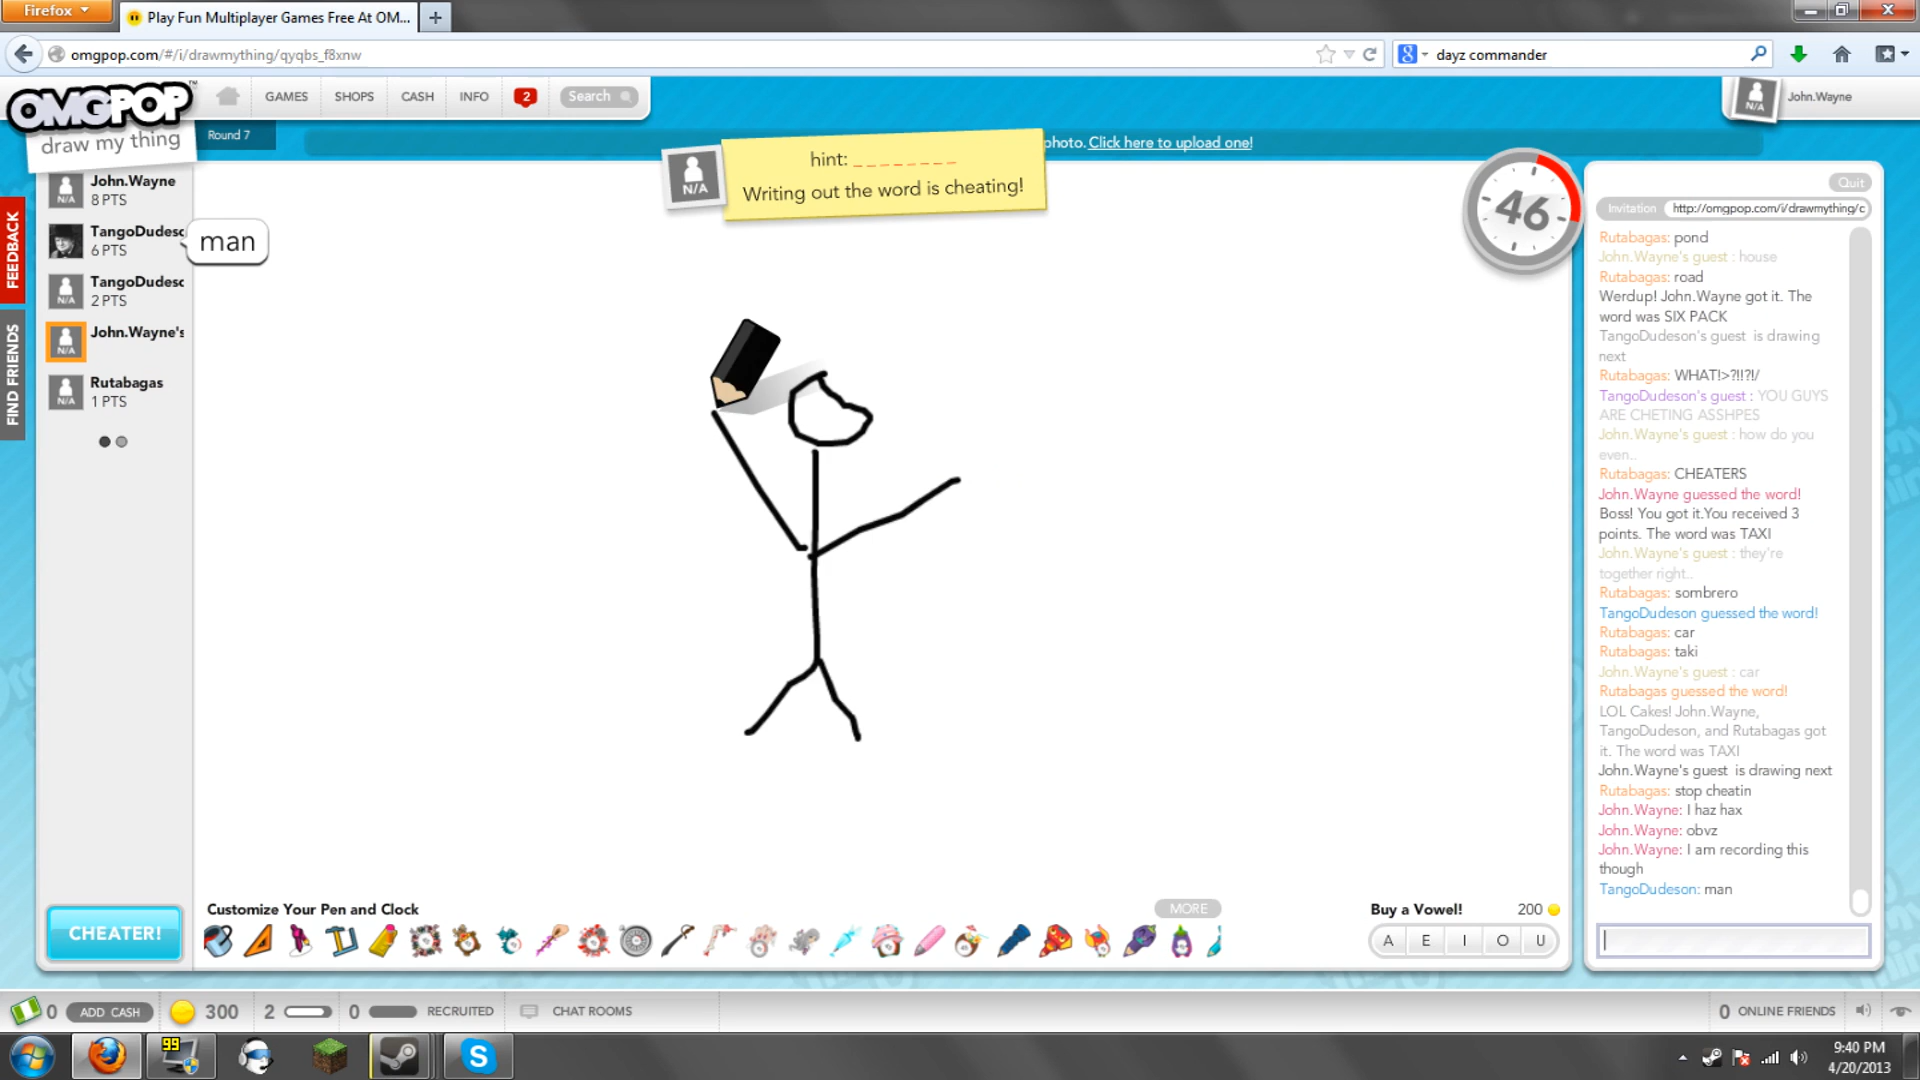 Firefox
Play Fun Multiplayer Games Free At OM...
omgpop.com/#/i/drawmything/qyqbs_f8xnw
dayz commander
OMGPOP™
draw my thing
GAMES
SHOPS
CASH
INFO
2
Search
N/A
John.Wayne
Round 7
photo. Click here to upload one!
N/A
hint: _ _ _ _ _ _ _ _
Writing out the word is cheating!
46
FEEDBACK
FIND FRIENDS
N/A
John.Wayne
8 PTS
TangoDudesc
6 PTS
man
N/A
TangoDudesc
2 PTS
N/A
John.Wayne's
N/A
Rutabagas
1 PTS
CHEATER!
Quit
Invitation
http://omgpop.com/i/drawmything/c
Rutabagas: pond
John.Wayne's guest : house
Rutabagas: road
Werdup! John.Wayne got it. The
word was SIX PACK
TangoDudeson's guest is drawing
next
Rutabagas: WHAT!>?!!?!/
TangoDudeson's guest : YOU GUYS
ARE CHETING ASSHPES
John.Wayne's guest : how do you
even..
Rutabagas: CHEATERS
John.Wayne guessed the word!
Boss! You got it.You received 3
points. The word was TAXI
John.Wayne's guest : they're
together right..
Rutabagas: sombrero
TangoDudeson guessed the word!
Rutabagas: car
Rutabagas: taki
John.Wayne's guest : car
Rutabagas guessed the word!
LOL Cakes! John.Wayne,
TangoDudeson, and Rutabagas got
it. The word was TAXI
John.Wayne's guest is drawing next
Rutabagas: stop cheatin
John.Wayne: I haz hax
John.Wayne: obvz
John.Wayne: I am recording this
though
TangoDudeson: man
Customize Your Pen and Clock
MORE
Buy a Vowel!
200
A E I O U
0
ADD CASH
300
2
0
RECRUITED
CHAT ROOMS
0 ONLINE FRIENDS
99
9:40 PM
4/20/2013